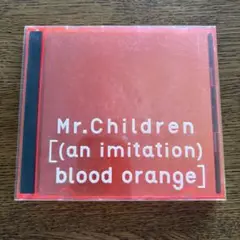 Mr.Children
[(an imitation)
blood orange]